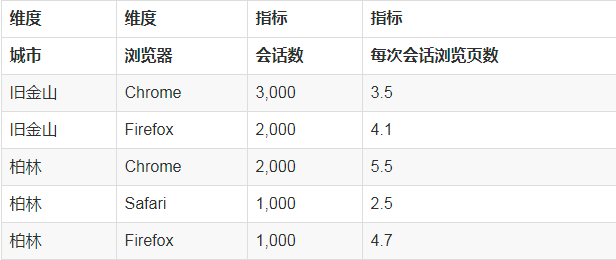 维度 维度 指标 指标
城市 浏览器 会话数 每次会话浏览页数
旧金山 Chrome 3,000 3.5
旧金山 Firefox 2,000 4.1
柏林 Chrome 2,000 5.5
柏林 Safari 1,000 2.5
柏林 Firefox 1,000 4.7